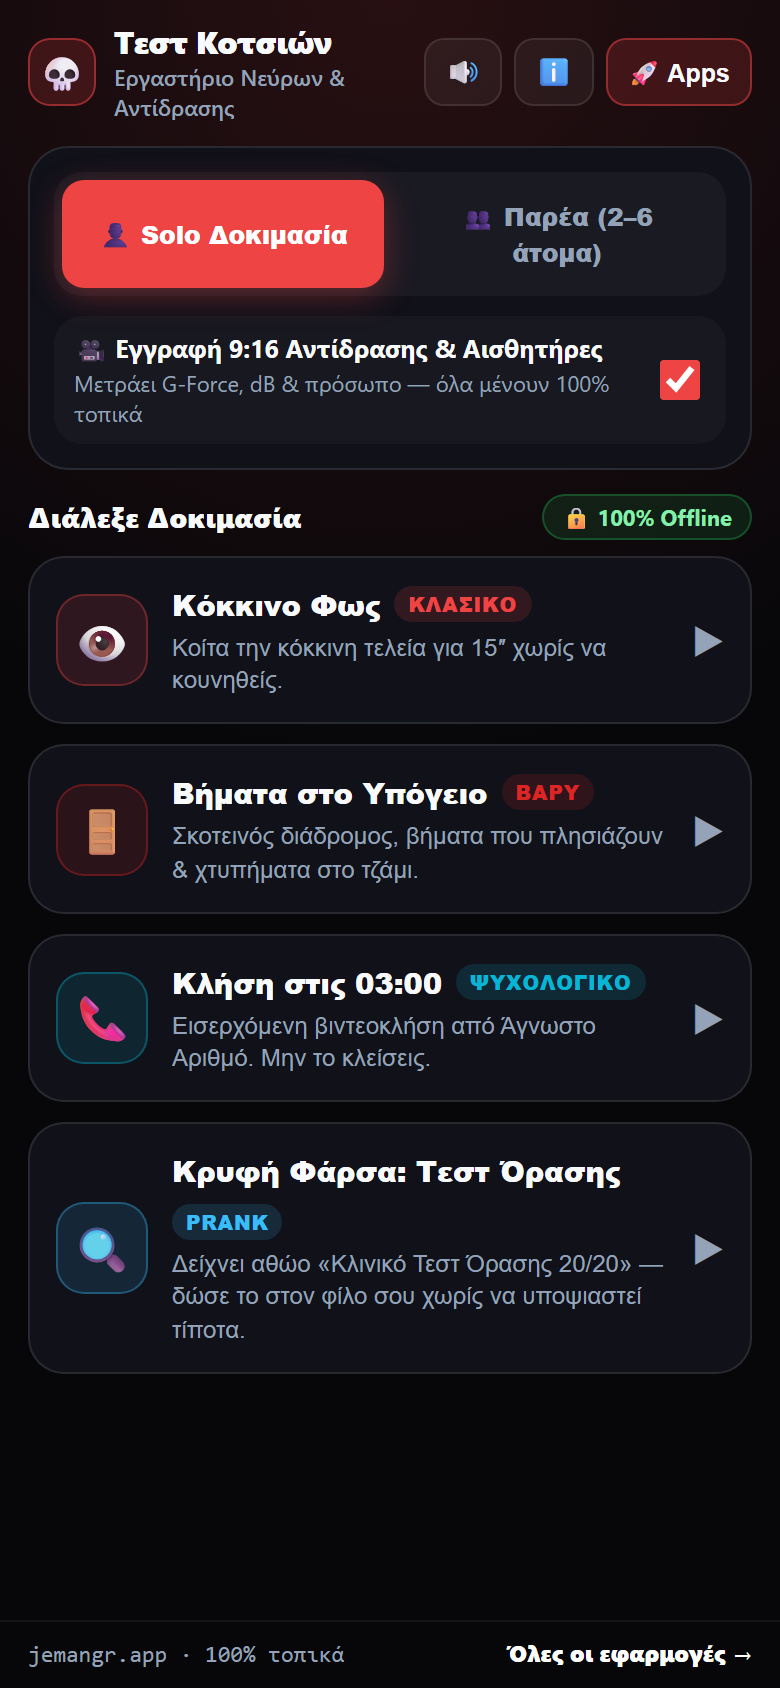 Τεστ Κοτσιών
Εργαστήριο Νεύρων &
Αντίδρασης
Apps
Solo Δοκιμασία
Παρέα (2–6
άτομα)
Εγγραφή 9:16 Αντίδρασης & Αισθητήρες
Μετράει G-Force, dB & πρόσωπο — όλα μένουν 100%
τοπικά
Διάλεξε Δοκιμασία
100% Offline
Κόκκινο Φως ΚΛΑΣΙΚΟ
Κοίτα την κόκκινη τελεία για 15″ χωρίς να
κουνηθείς.
Βήματα στο Υπόγειο ΒΑΡΥ
Σκοτεινός διάδρομος, βήματα που πλησιάζουν
& χτυπήματα στο τζάμι.
Κλήση στις 03:00 ΨΥΧΟΛΟΓΙΚΟ
Εισερχόμενη βιντεοκλήση από Άγνωστο
Αριθμό. Μην το κλείσεις.
Κρυφή Φάρσα: Τεστ Όρασης
PRANK
Δείχνει αθώο «Κλινικό Τεστ Όρασης 20/20» —
δώσε το στον φίλο σου χωρίς να υποψιαστεί
τίποτα.
jemangr.app · 100% τοπικά
Όλες οι εφαρμογές →